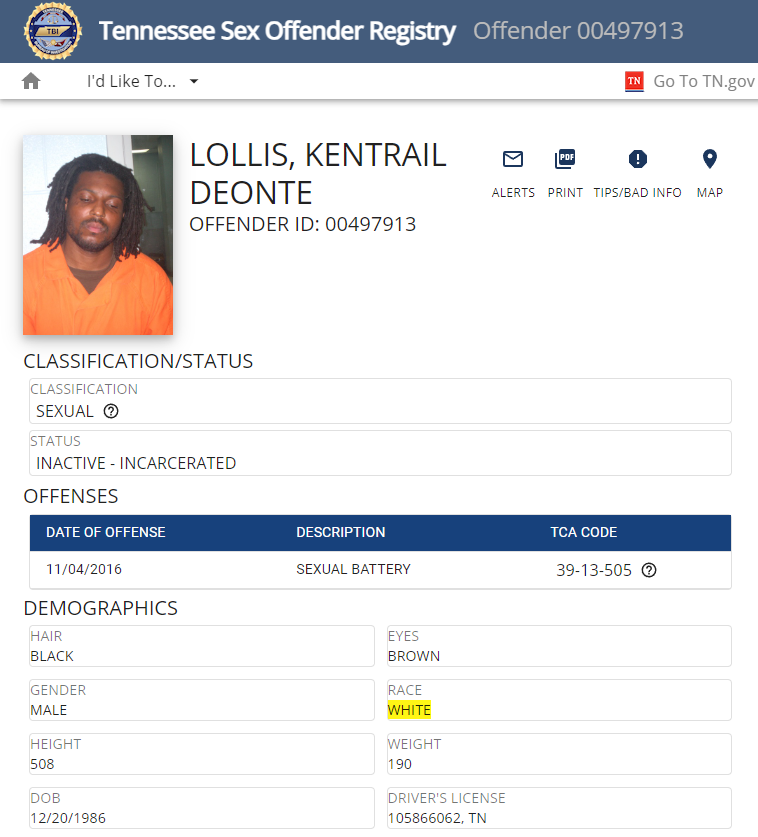 TBI
Tennessee Sex Offender Registry Offender 00497913
I'd Like To...
TN Go To TN.gov
LOLLIS, KENTRAIL
DEONTE
OFFENDER ID: 00497913
PDF
ALERTS PRINT TIPS/BAD INFO MAP
CLASSIFICATION/STATUS
CLASSIFICATION
SEXUAL
STATUS
INACTIVE - INCARCERATED
OFFENSES
DATE OF OFFENSE DESCRIPTION TCA CODE
11/04/2016 SEXUAL BATTERY 39-13-505
DEMOGRAPHICS
HAIR EYES
BLACK BROWN
GENDER RACE
MALE WHITE
HEIGHT WEIGHT
508 190
DOB DRIVER'S LICENSE
12/20/1986 105866062, TN